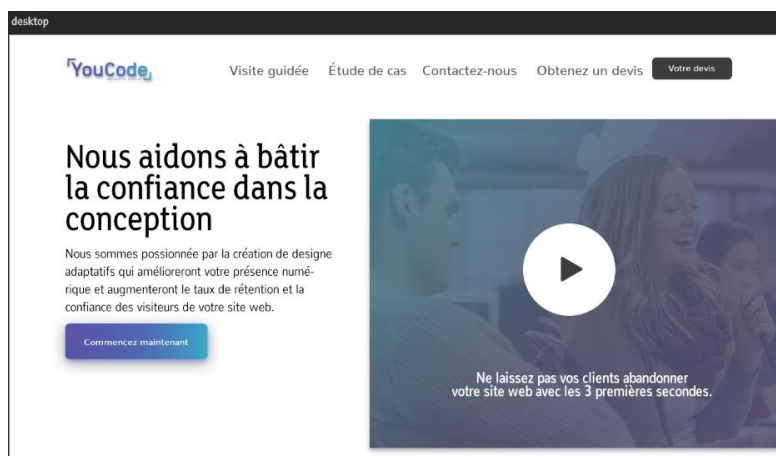 desktop
YouCode
Visite guidée Étude de cas Contactez-nous Obtenez un devis Votre devis
Nous aidons à bâtir
la confiance dans la
conception
Nous sommes possionnée par la création de designe
adaptatifs qui amélioreront votre présence numé-
rique et augmenteront le taux de rétention et la
confiance des visiteurs de votre site web.
Commencez maintenant
Ne laissez pas vos clients abandonner
votre site web avec les 3 premières secondes.